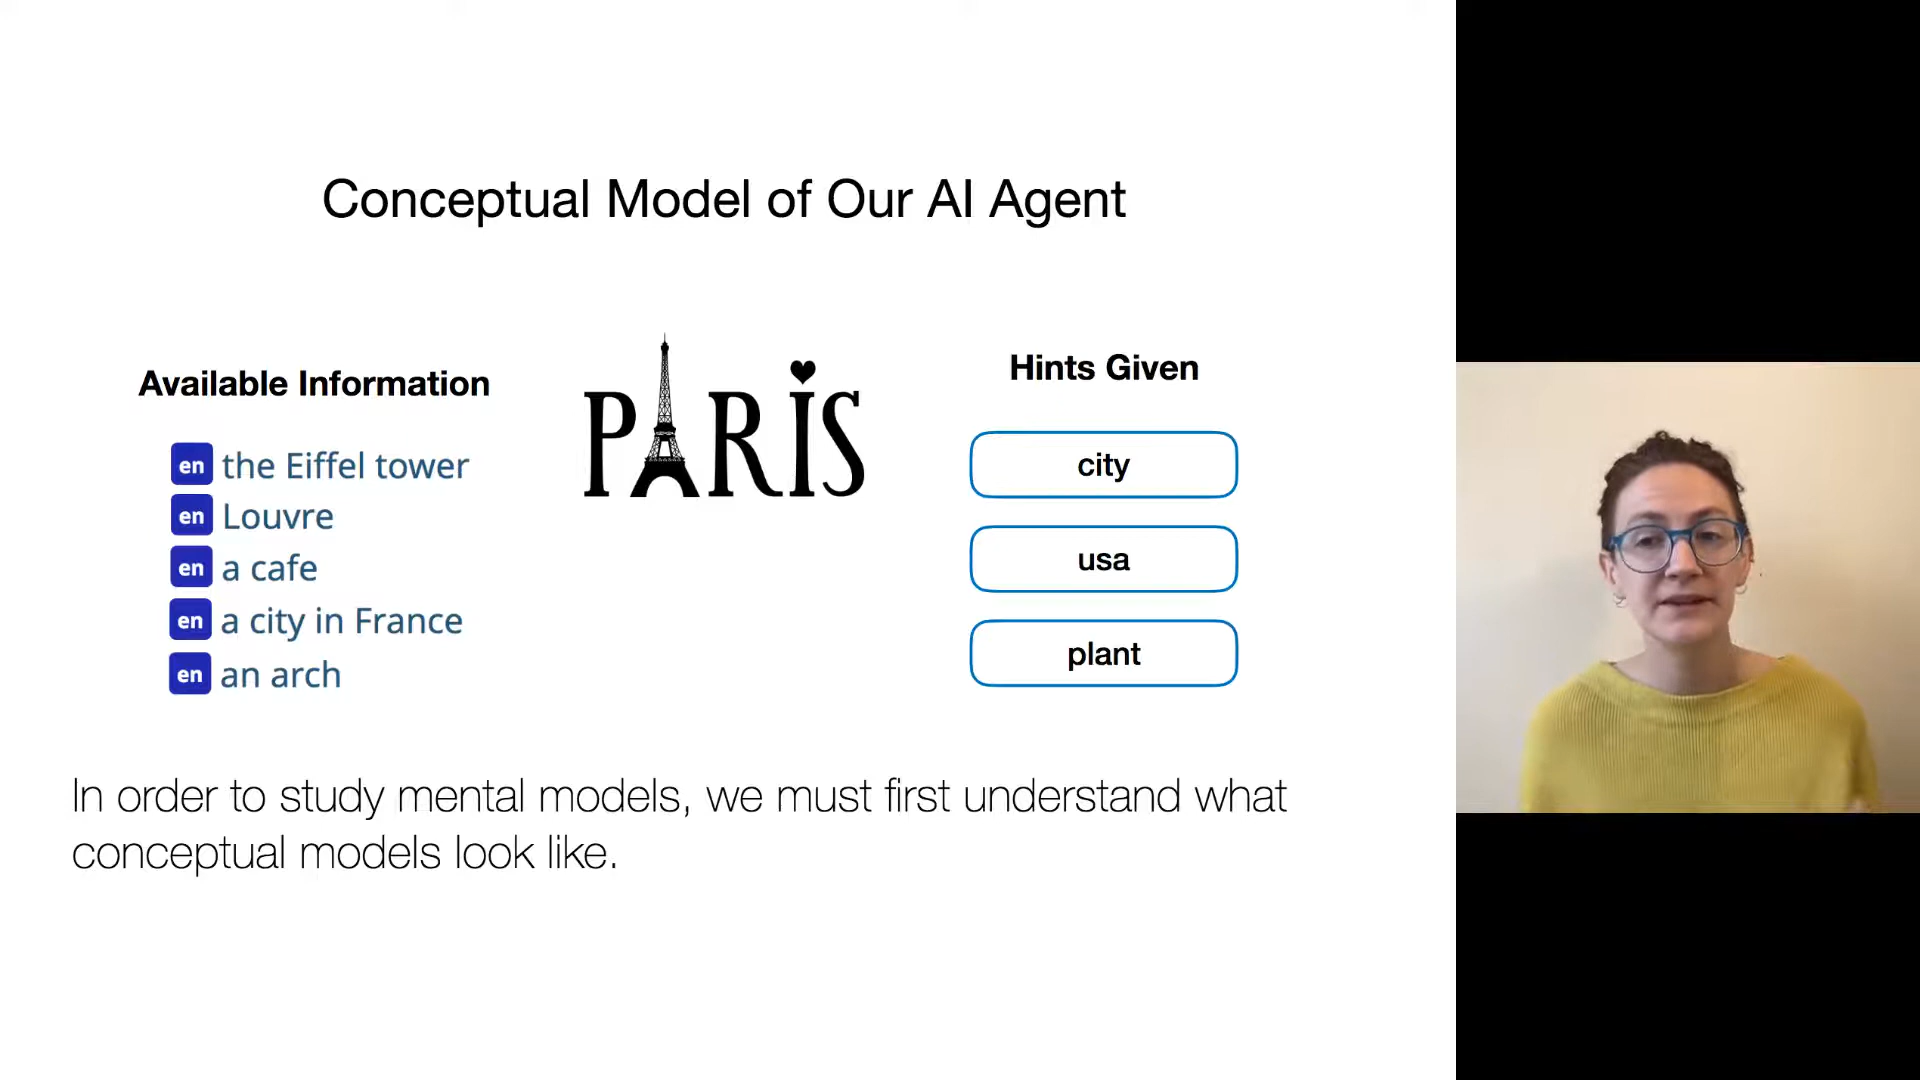 Conceptual Model of Our AI Agent
Available Information
en the Eiffel tower
en Louvre
en a cafe
en a city in France
en an arch
PARIS
Hints Given
city
usa
plant
In order to study mental models, we must first understand what
conceptual models look like.